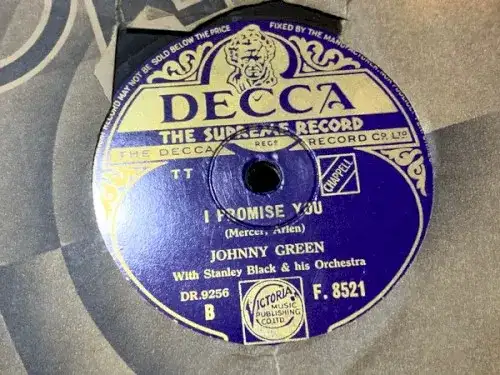 RECORD MAY NOT BE SOLD BELOW THE PRICE
FIXED BY THE MANUFACTURERS
DECCA
THE SUPREME RECORD
THE DECCA REGD RECORD CO. LTD
TT
CHAPPELL
I PROMISE YOU
(Mercer, Arlen)
JOHNNY GREEN
With Stanley Black & his Orchestra
DR.9256
B
VICTORIA
MUSIC
PUBLISHING
CO. LTD.
F. 8521